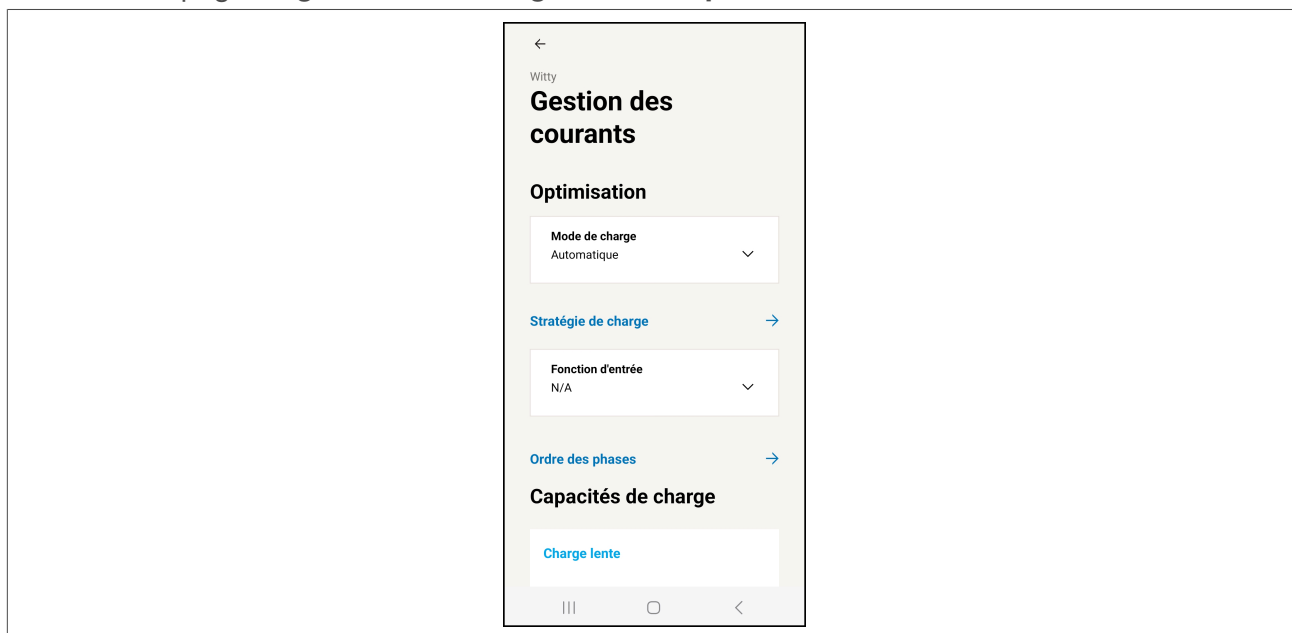 Witty
Gestion des
courants
Optimisation
Mode de charge
Automatique
Stratégie de charge
Fonction d'entrée
N/A
Ordre des phases
Capacités de charge
Charge lente